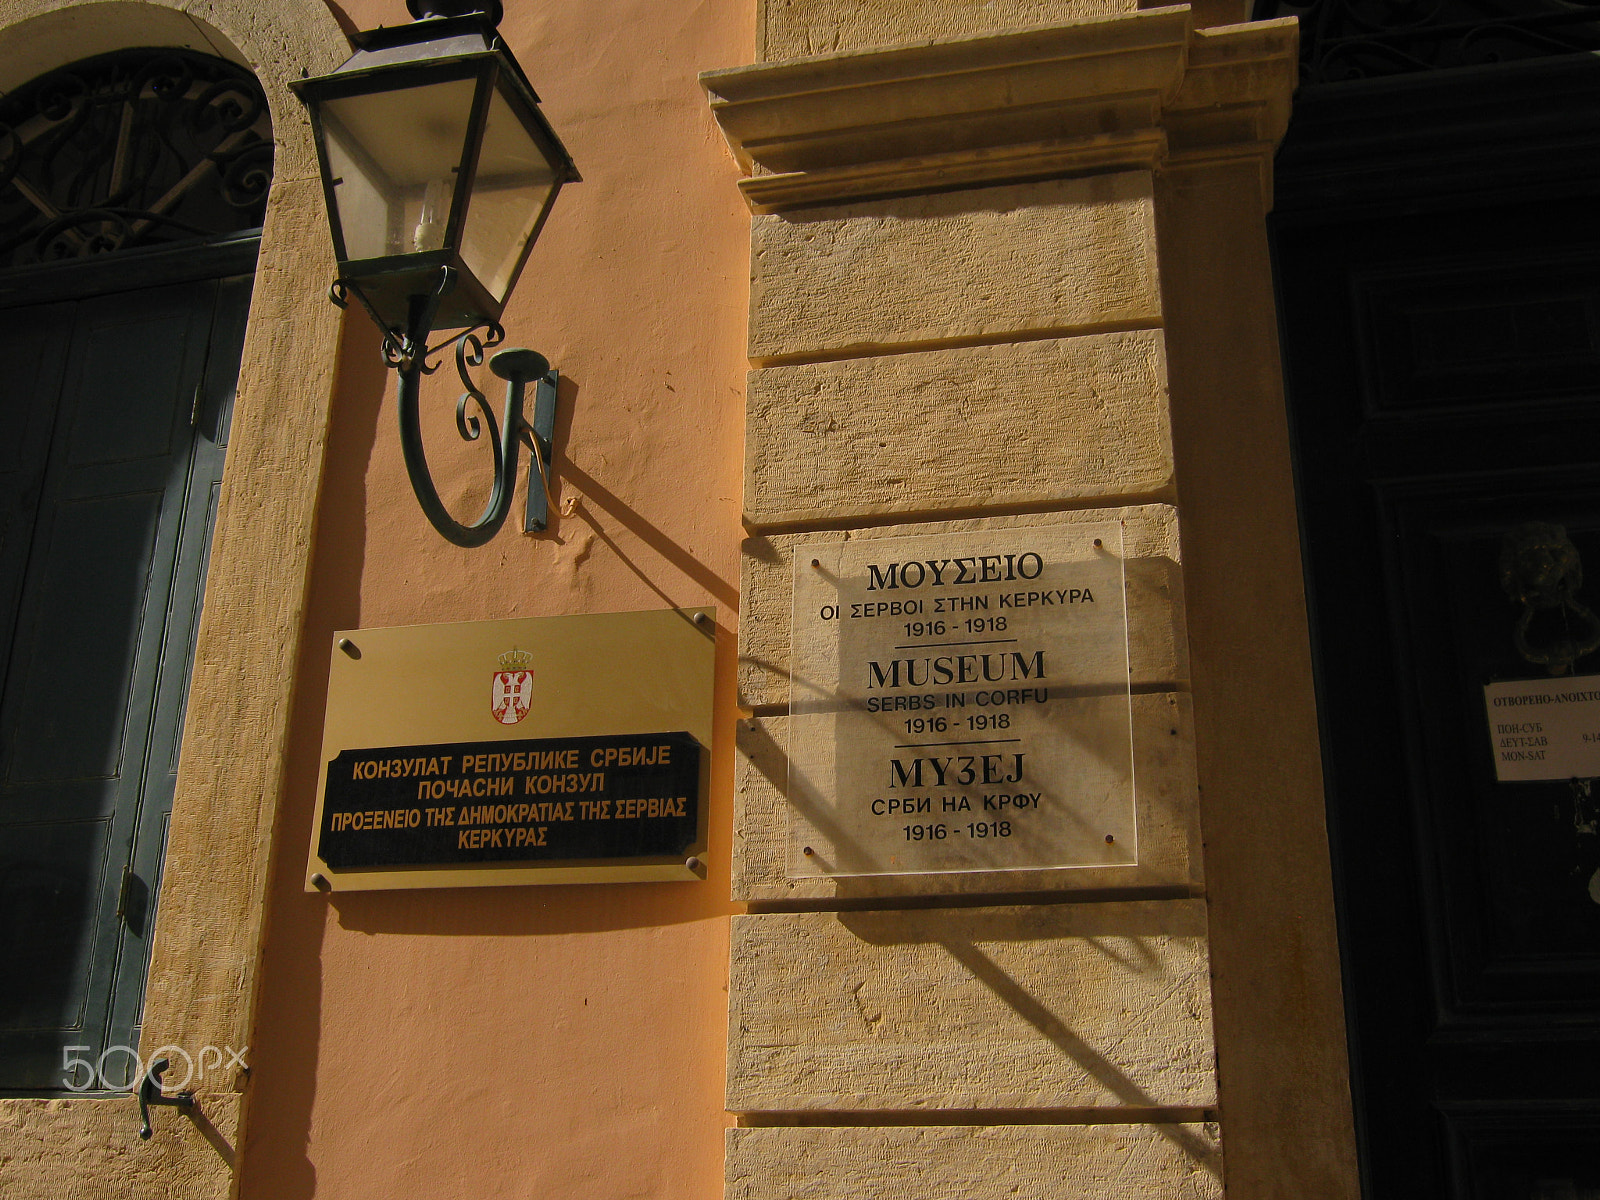 КОНЗУЛАТ РЕПУБЛИКЕ СРБИЈЕ
ПОЧАСНИ КОНЗУЛ
ΠΡΟΞΕΝΕΙΟ ΤΗΣ ΔΗΜΟΚΡΑΤΙΑΣ ΤΗΣ ΣΕΡΒΙΑΣ
ΚΕΡΚΥΡΑΣ
ΜΟΥΣΕΙΟ
ΟΙ ΣΕΡΒΟΙ ΣΤΗΝ ΚΕΡΚΥΡΑ
1916 - 1918
MUSEUM
SERBS IN CORFU
1916 - 1918
МУЗЕЈ
СРБИ НА КРФУ
1916 - 1918
ОТВОРЕНО-ΑΝΟΙΧΤΟ
ПОН-СУБ
ΔΕΥΤ-ΣΑΒ 9-14
MON-SAT
500px